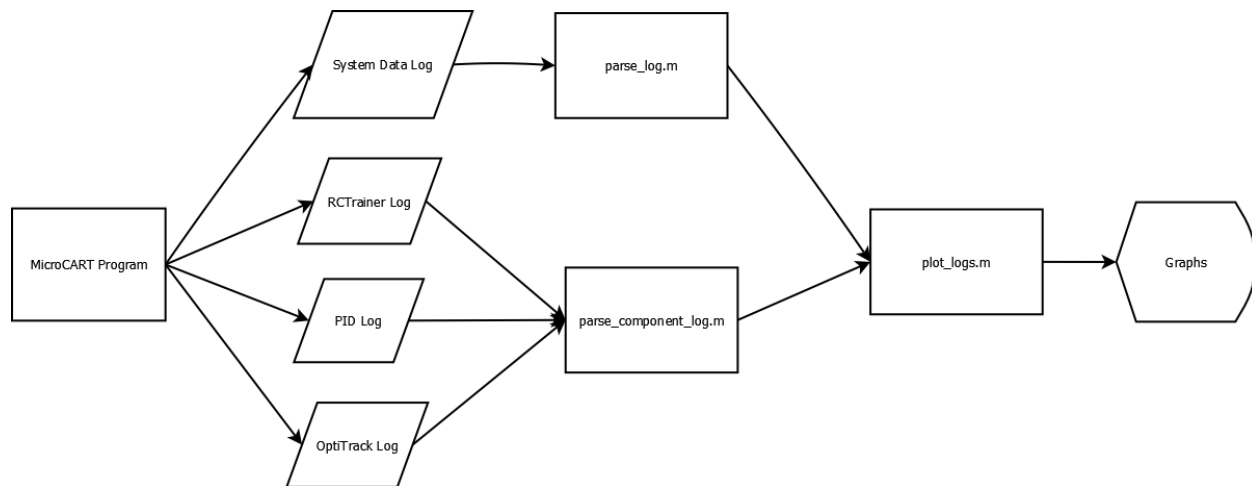 System Data Log
parse_log.m
RCTrainer Log
MicroCART Program
plot_logs.m
Graphs
PID Log
parse_component_log.m
OptiTrack Log